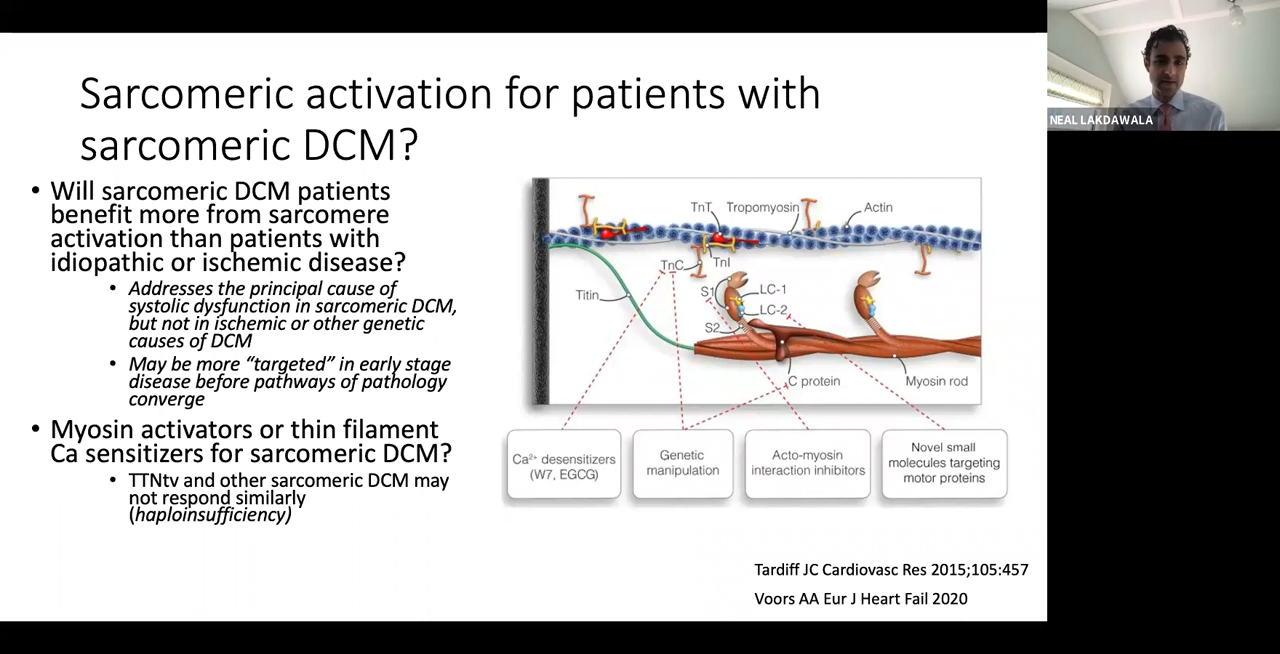 Sarcomeric activation for patients with
sarcomeric DCM?
• Will sarcomeric DCM patients
benefit more from sarcomere
activation than patients with
idiopathic or ischemic disease?
• Addresses the principal cause of
systolic dysfunction in sarcomeric DCM,
but not in ischemic or other genetic
causes of DCM
• May be more “targeted” in early stage
disease before pathways of pathology
converge
• Myosin activators or thin filament
Ca sensitizers for sarcomeric DCM?
• TTNtv and other sarcomeric DCM may
not respond similarly
(haploinsufficiency)
TnT
Tropomyosin
Actin
TnC
TnI
Titin
S1
LC-1
LC-2
S2
C protein
Myosin rod
Ca²⁺ desensitizers
(W7, EGCG)
Genetic
manipulation
Acto-myosin
interaction inhibitors
Novel small
molecules targeting
motor proteins
Tardiff JC Cardiovasc Res 2015;105:457
Voors AA Eur J Heart Fail 2020
NEAL LAKDAWALA